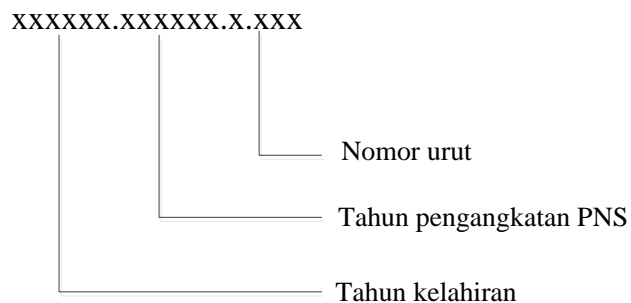 xxxxxx.xxxxxx.x.xxx
Nomor urut
Tahun pengangkatan PNS
Tahun kelahiran